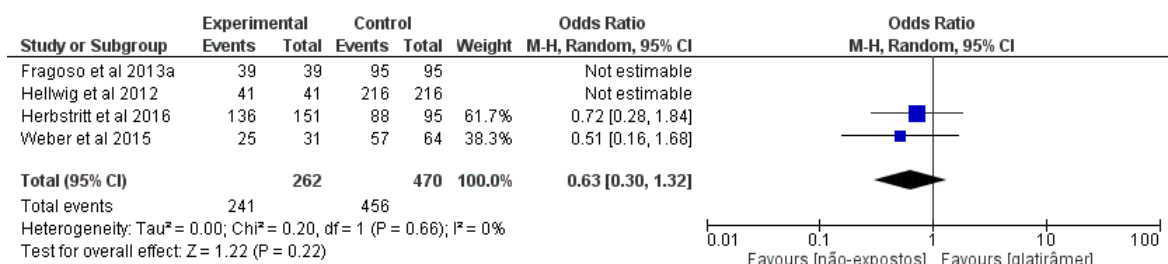 Experimental Control Odds Ratio Odds Ratio
Study or Subgroup Events Total Events Total Weight M-H, Random, 95% CI M-H, Random, 95% CI
Fragoso et al 2013a 39 39 95 95 Not estimable
Hellwig et al 2012 41 41 216 216 Not estimable
Herbstritt et al 2016 136 151 88 95 61.7% 0.72 [0.28, 1.84]
Weber et al 2015 25 31 57 64 38.3% 0.51 [0.16, 1.68]
Total (95% CI) 262 470 100.0% 0.63 [0.30, 1.32]
Total events 241 456
Heterogeneity: Tau² = 0.00; Chi² = 0.20, df = 1 (P = 0.66); I² = 0%
Test for overall effect: Z = 1.22 (P = 0.22)
0.01 0.1 1 10 100
Favours [não-expostos] Favours [glatirâmer]